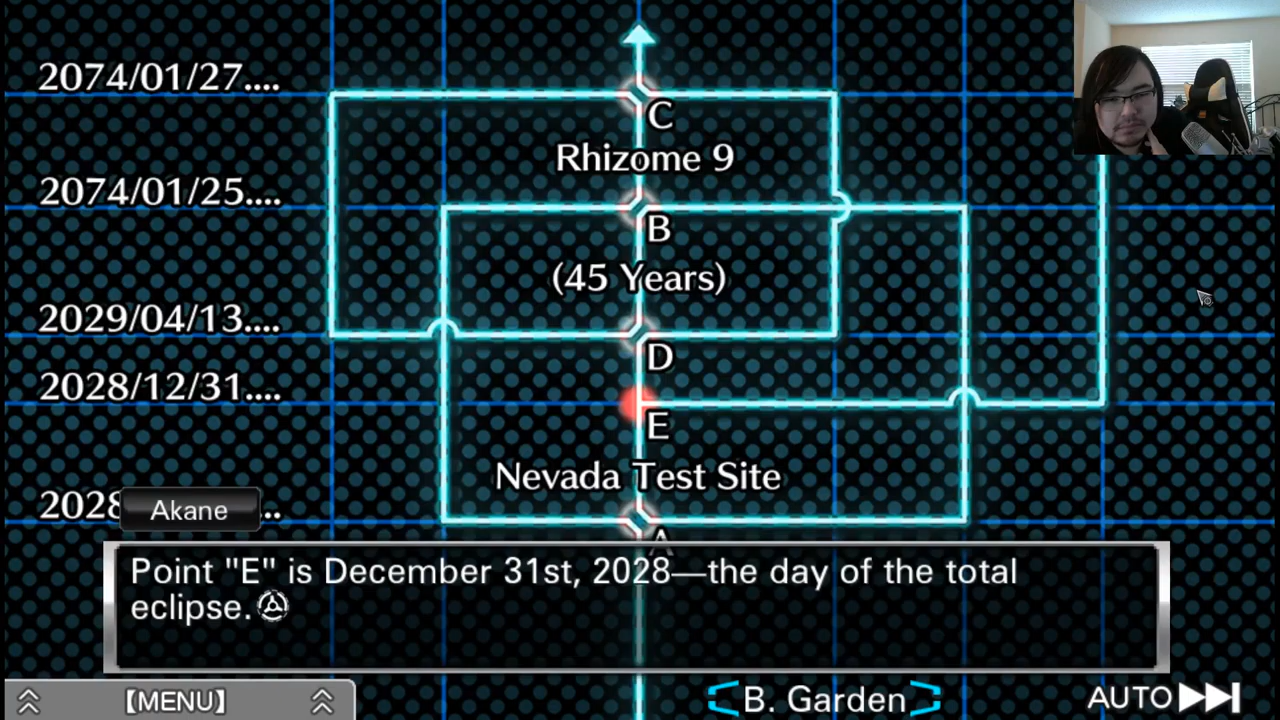 2074/01/27....
C
Rhizome 9
2074/01/25....
B
(45 Years)
2029/04/13....
D
2028/12/31....
E
Nevada Test Site
2028
..
A
Akane
Point "E" is December 31st, 2028—the day of the total
eclipse.
【MENU】
B. Garden
AUTO